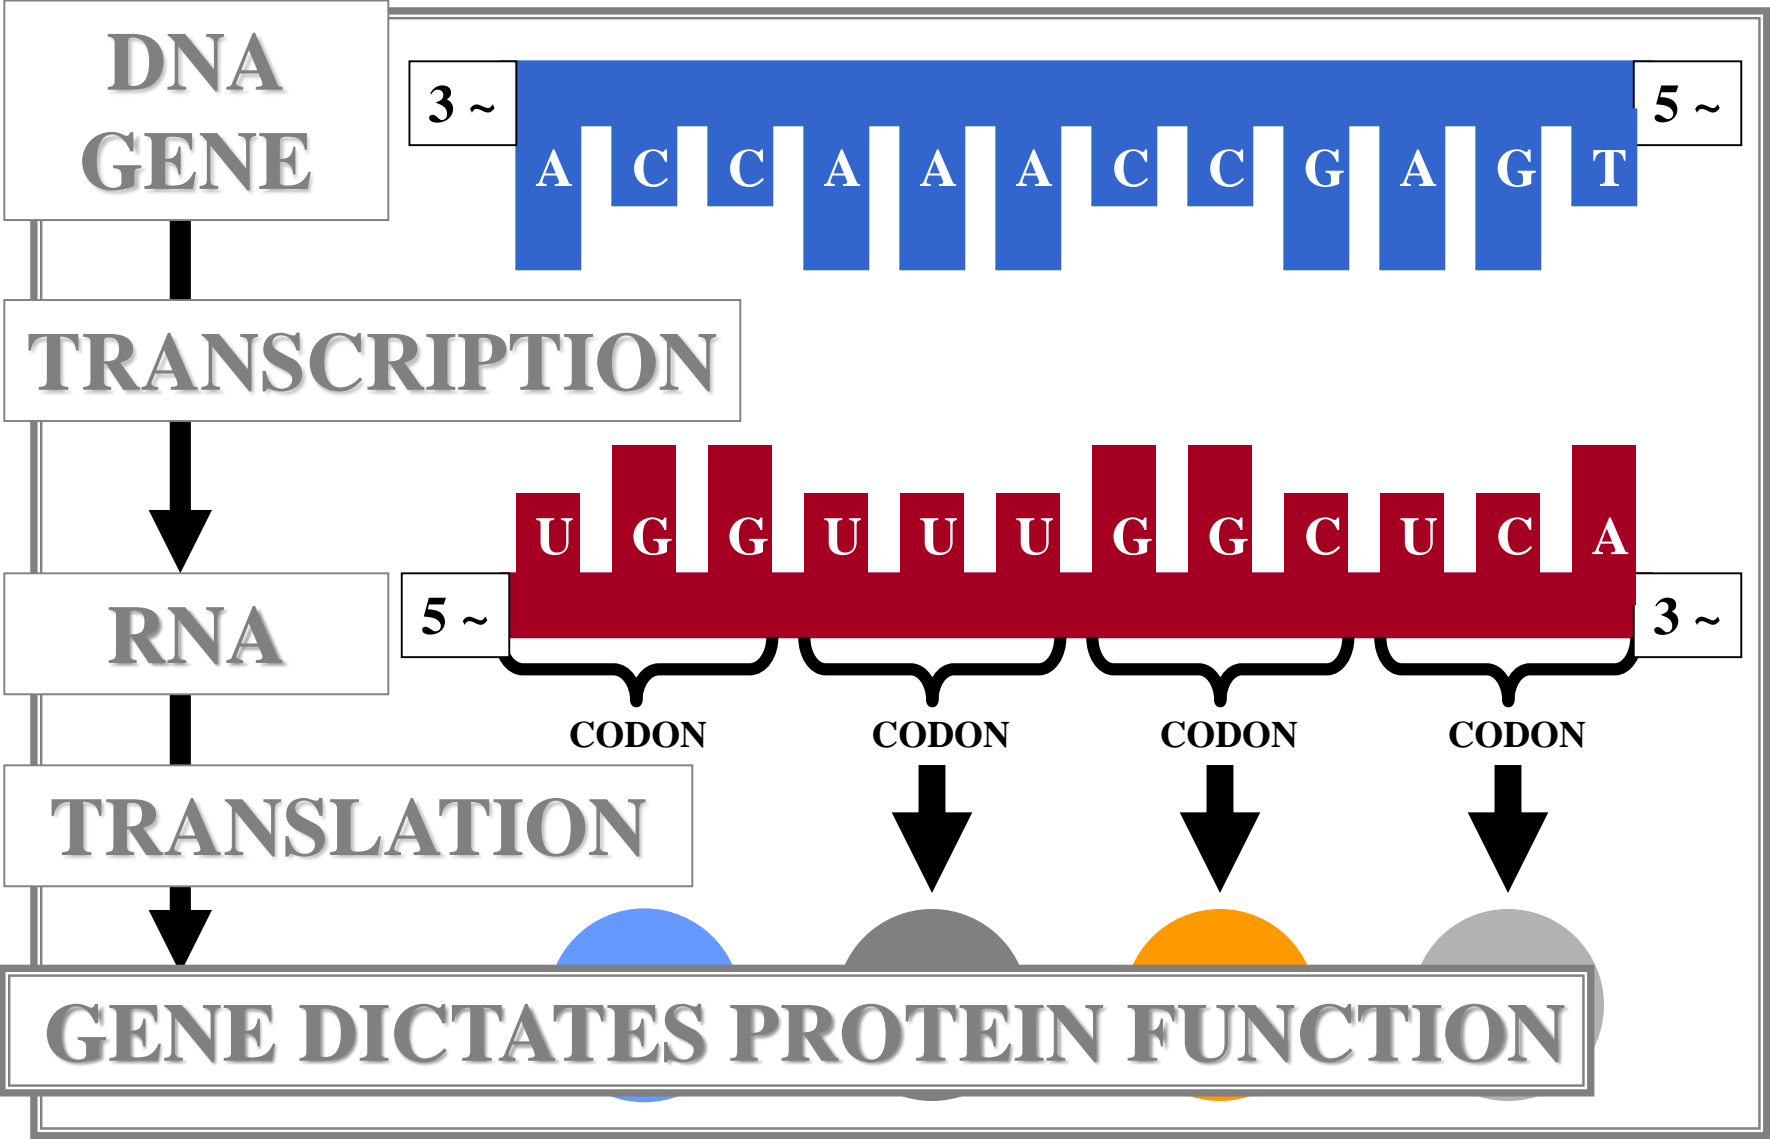 DNA
GENE
3 ~
5 ~
A C C A A A C C G A G T
TRANSCRIPTION
U G G U U U G G C U C A
RNA
5 ~
3 ~
CODON CODON CODON CODON
TRANSLATION
GENE DICTATES PROTEIN FUNCTION